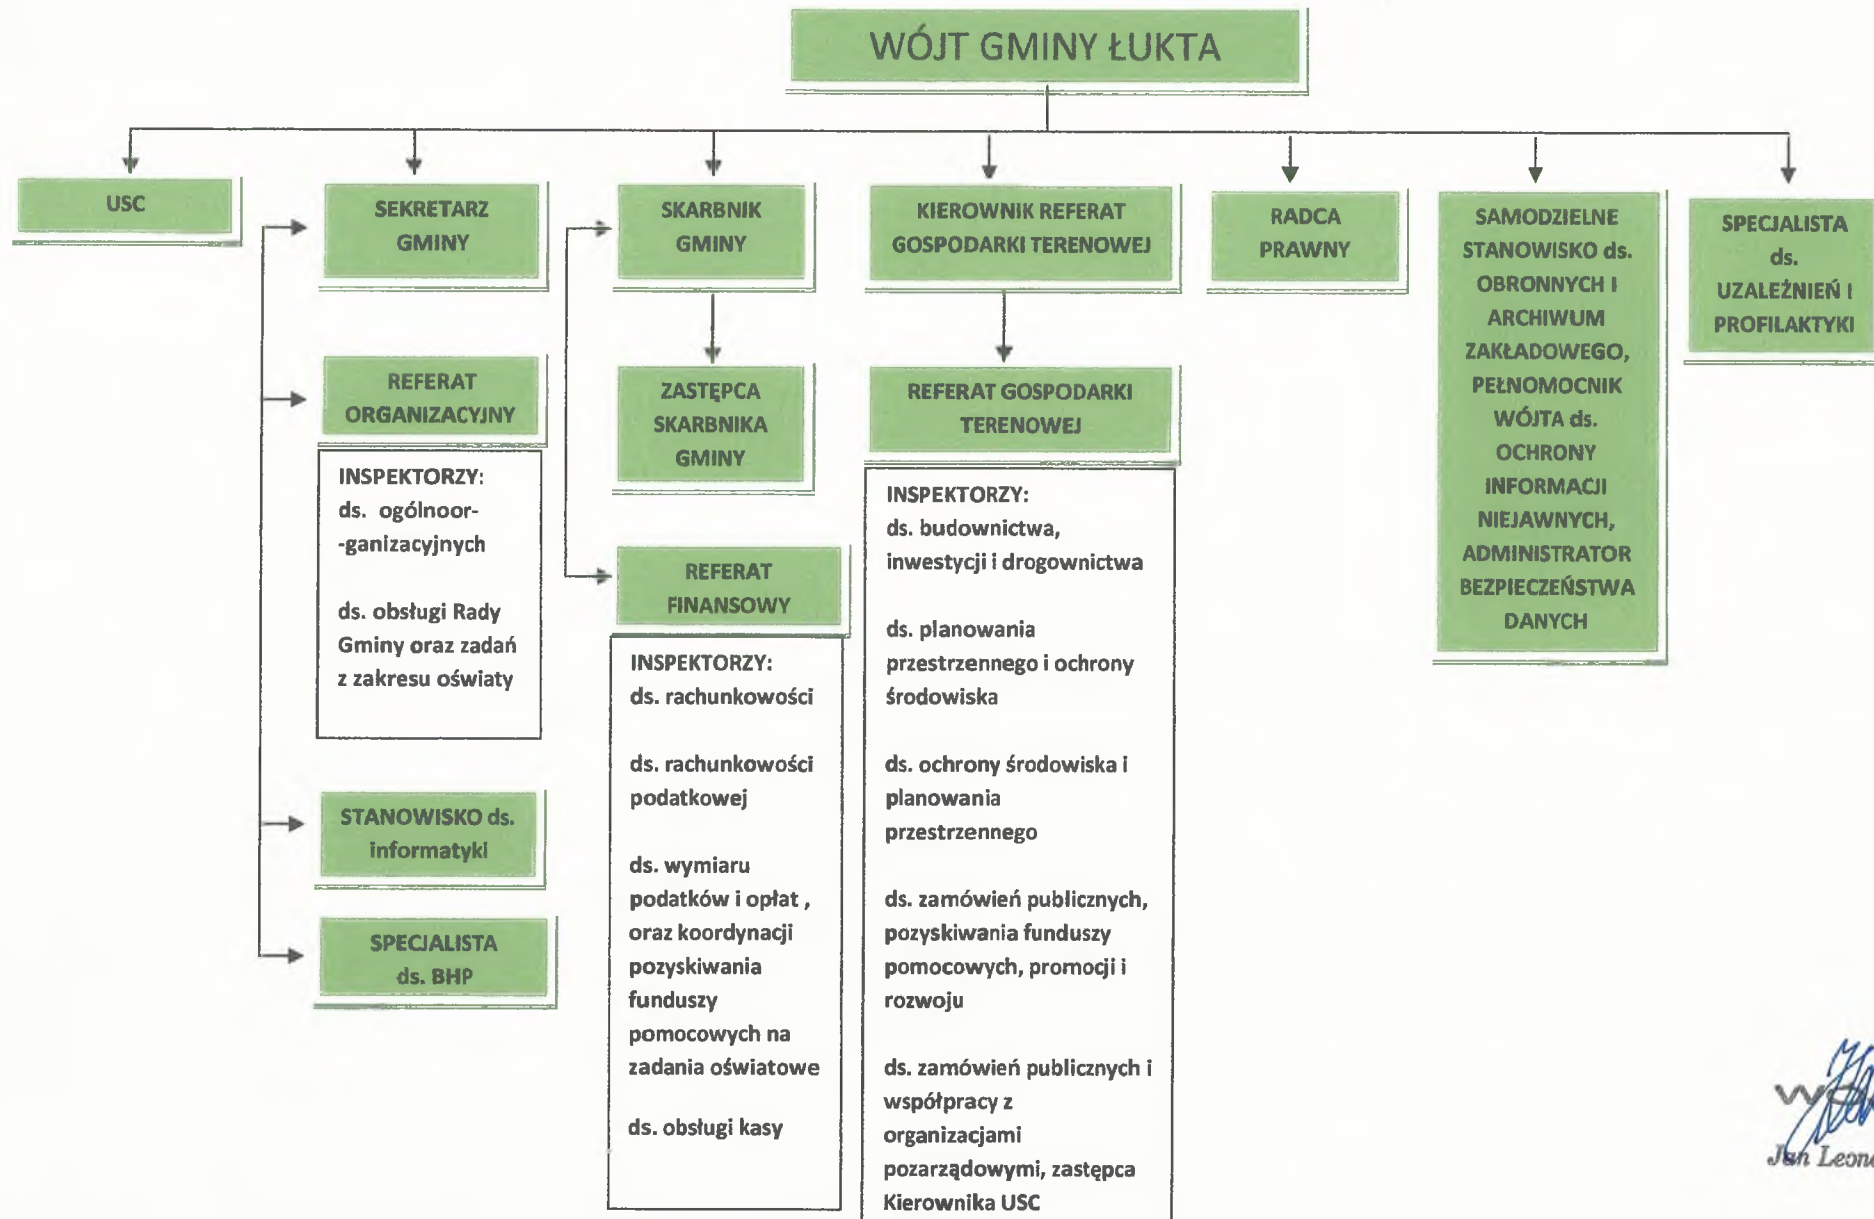 WÓJT GMINY ŁUKTA
USC
SEKRETARZ
GMINY
REFERAT
ORGANIZACYJNY
INSPEKTORZY:
ds. ogólnoor-
-ganizacyjnych
ds. obsługi Rady
Gminy oraz zadań
z zakresu oświaty
STANOWISKO ds.
informatyki
SPECJALISTA
ds. BHP
SKARBNIK
GMINY
ZASTĘPCA
SKARBNIKA
GMINY
REFERAT
FINANSOWY
INSPEKTORZY:
ds. rachunkowości
ds. rachunkowości
podatkowej
ds. wymiaru
podatków i opłat ,
oraz koordynacji
pozyskiwania
funduszy
pomocowych na
zadania oświatowe
ds. obsługi kasy
KIEROWNIK REFERAT
GOSPODARKI TERENOWEJ
REFERAT GOSPODARKI
TERENOWEJ
INSPEKTORZY:
ds. budownictwa,
inwestycji i drogownictwa
ds. planowania
przestrzennego i ochrony
środowiska
ds. ochrony środowiska i
planowania
przestrzennego
ds. zamówień publicznych,
pozyskiwania funduszy
pomocowych, promocji i
rozwoju
ds. zamówień publicznych i
współpracy z
organizacjami
pozarządowymi, zastępca
Kierownika USC
RADCA
PRAWNY
SAMODZIELNE
STANOWISKO ds.
OBRONNYCH I
ARCHIWUM
ZAKŁADOWEGO,
PEŁNOMOCNIK
WÓJTA ds.
OCHRONY
INFORMACJI
NIEJAWNYCH,
ADMINISTRATOR
BEZPIECZEŃSTWA
DANYCH
SPECJALISTA
ds.
UZALEŻNIEŃ I
PROFILAKTYKI
Jan